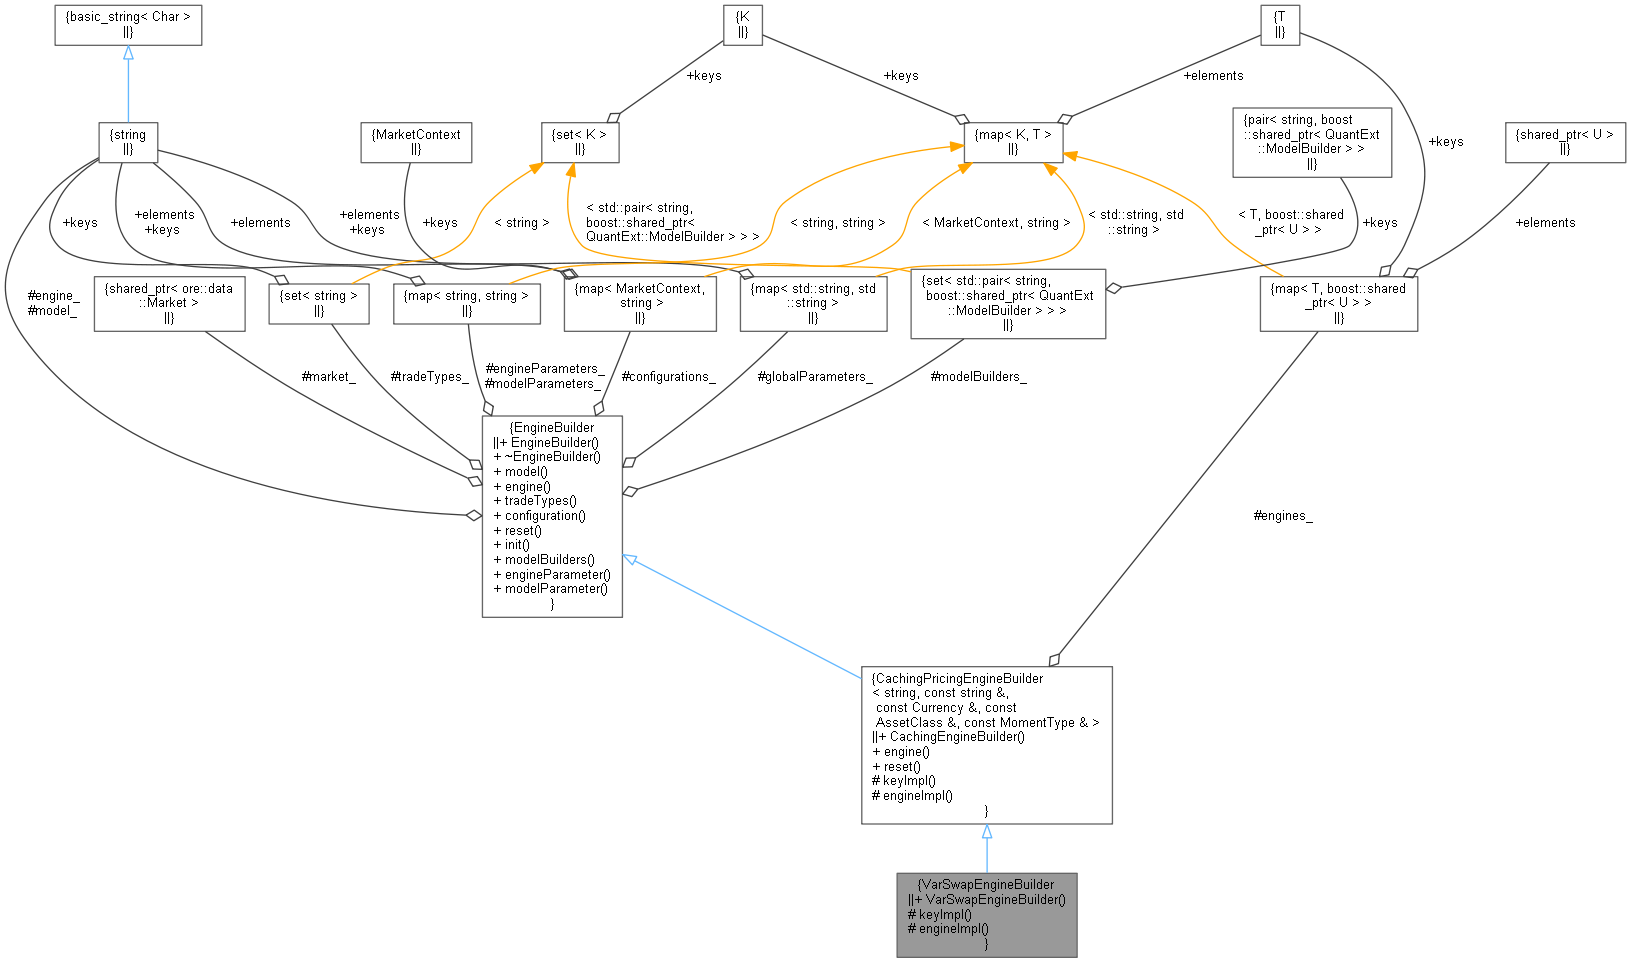 {basic_string< Char >
||}
{K
||}
{T
||}
+keys
+keys
+elements
{string
||}
{MarketContext
||}
{set< K >
||}
{map< K, T >
||}
{pair< string, boost
::shared_ptr< QuantExt
::ModelBuilder > >
||}
+keys
{shared_ptr< U >
||}
+keys
+elements
+keys
+elements
+elements
+keys
+keys
< string >
< std::pair< string,
boost::shared_ptr<
QuantExt::ModelBuilder > > >
< string, string >
< MarketContext, string >
< std::string, std
::string >
< T, boost::shared
_ptr< U > >
+keys
+elements
#engine_
#model_
{shared_ptr< ore::data
::Market >
||}
{set< string >
||}
{map< string, string >
||}
{map< MarketContext,
string >
||}
{map< std::string, std
::string >
||}
{set< std::pair< string,
boost::shared_ptr< QuantExt
::ModelBuilder > > >
||}
{map< T, boost::shared
_ptr< U > >
||}
#market_
#tradeTypes_
#engineParameters_
#modelParameters_
#configurations_
#globalParameters_
#modelBuilders_
{EngineBuilder
||+ EngineBuilder()
+ ~EngineBuilder()
+ model()
+ engine()
+ tradeTypes()
+ configuration()
+ reset()
+ init()
+ modelBuilders()
+ engineParameter()
+ modelParameter()
}
#engines_
{CachingPricingEngineBuilder
< string, const string &,
const Currency &, const
AssetClass &, const MomentType & >
||+ CachingEngineBuilder()
+ engine()
+ reset()
# keyImpl()
# engineImpl()
}
{VarSwapEngineBuilder
||+ VarSwapEngineBuilder()
# keyImpl()
# engineImpl()
}